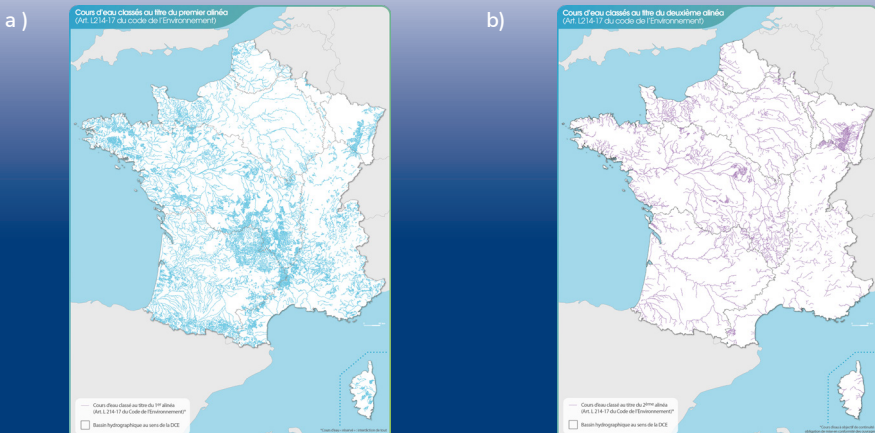 a )
Cours d'eau classés au titre du premier alinéa
(Art. L214-17 du code de l'Environnement)
Cours d'eau classé au titre du 1er alinéa
(Art. L 214-17 du Code de l'Environnement)*
Bassin hydrographique au sens de la DCE
b)
Cours d'eau classés au titre du deuxième alinéa
(Art. L214-17 du code de l'Environnement)
Cours d'eau classé au titre du 2ème alinéa
(Art. L 214-17 du Code de l'Environnement)*
Bassin hydrographique au sens de la DCE